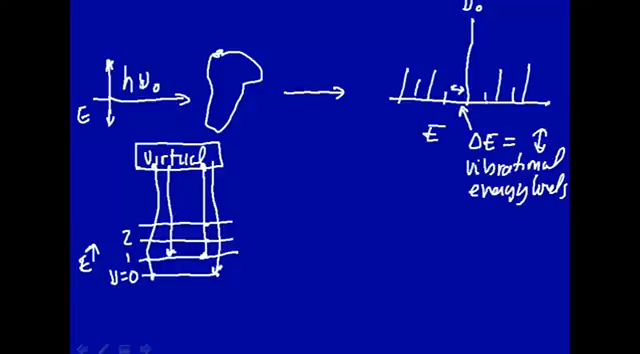 ν₀
hν₀
E
E
ΔE = ↕
vibrational
energy levels
virtual
2
1
E↑
ν=0